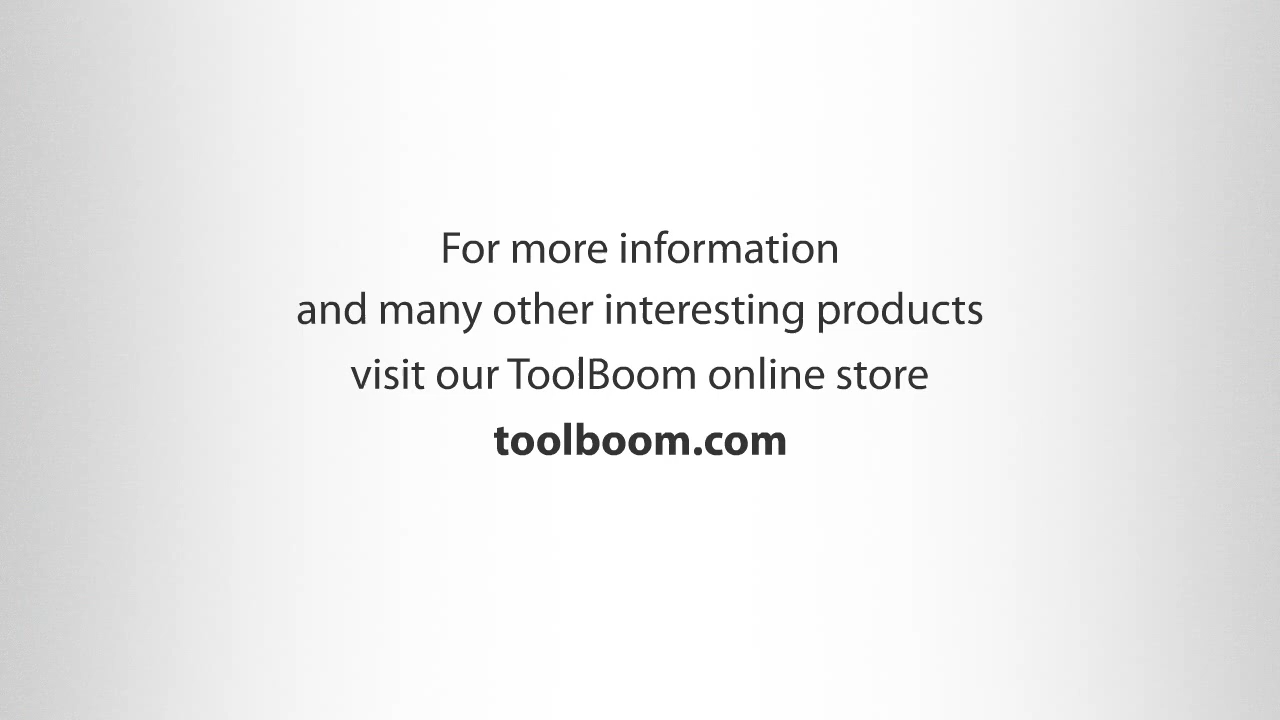 For more information
and many other interesting products
visit our ToolBoom online store
toolboom.com